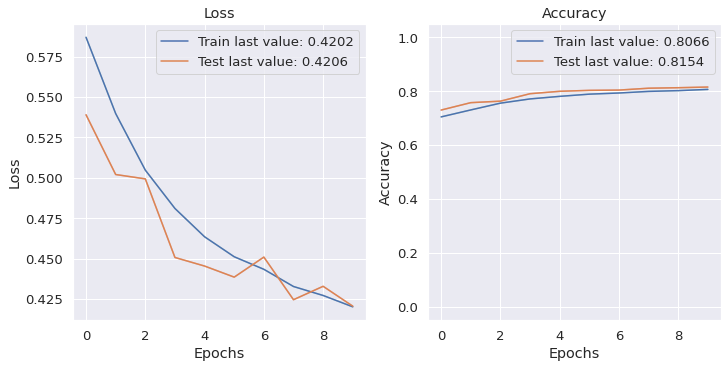 Loss
Train last value: 0.4202
Test last value: 0.4206
0.575
0.550
0.525
0.500
0.475
0.450
0.425
Loss
0 2 4 6 8
Epochs
Accuracy
Train last value: 0.8066
Test last value: 0.8154
1.0
0.8
0.6
0.4
0.2
0.0
Accuracy
0 2 4 6 8
Epochs